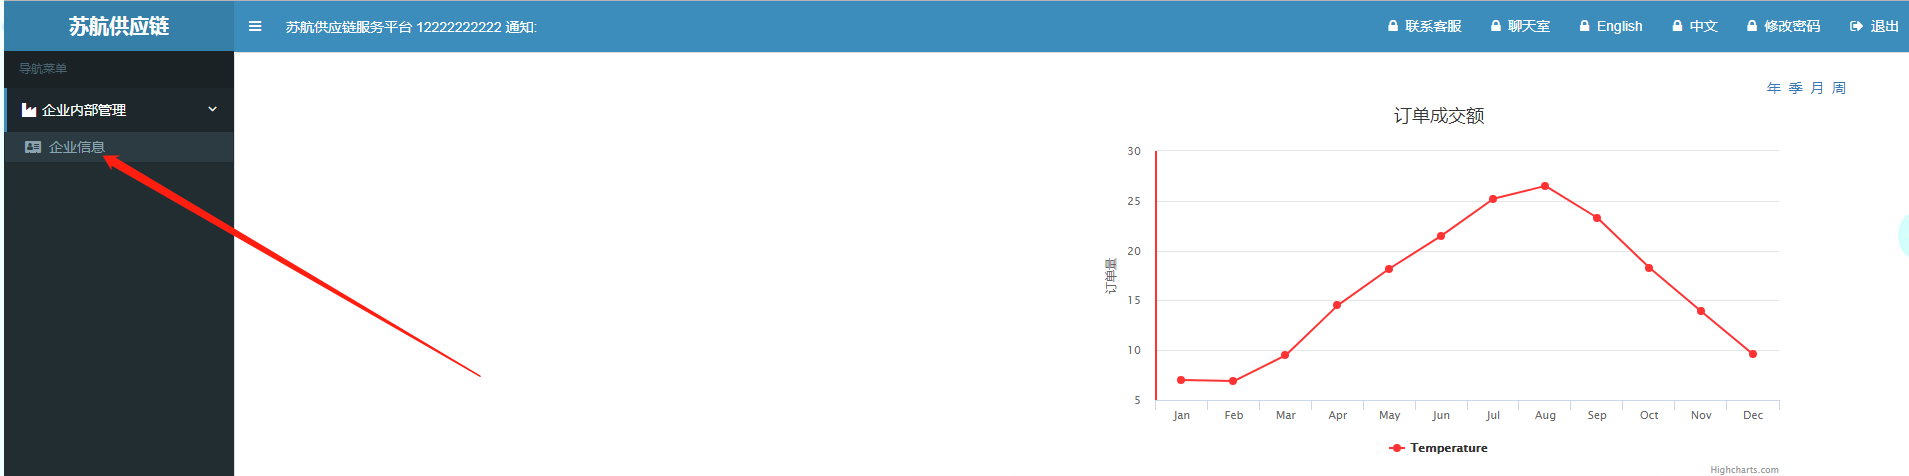 苏航供应链
苏航供应链服务平台 12222222222 通知:
联系客服 聊天室 English 中文 修改密码 退出
导航菜单
企业内部管理
企业信息
年 季 月 周
订单成交额
订单量
30
25
20
15
10
5
Jan Feb Mar Apr May Jun Jul Aug Sep Oct Nov Dec
Temperature
Highcharts.com